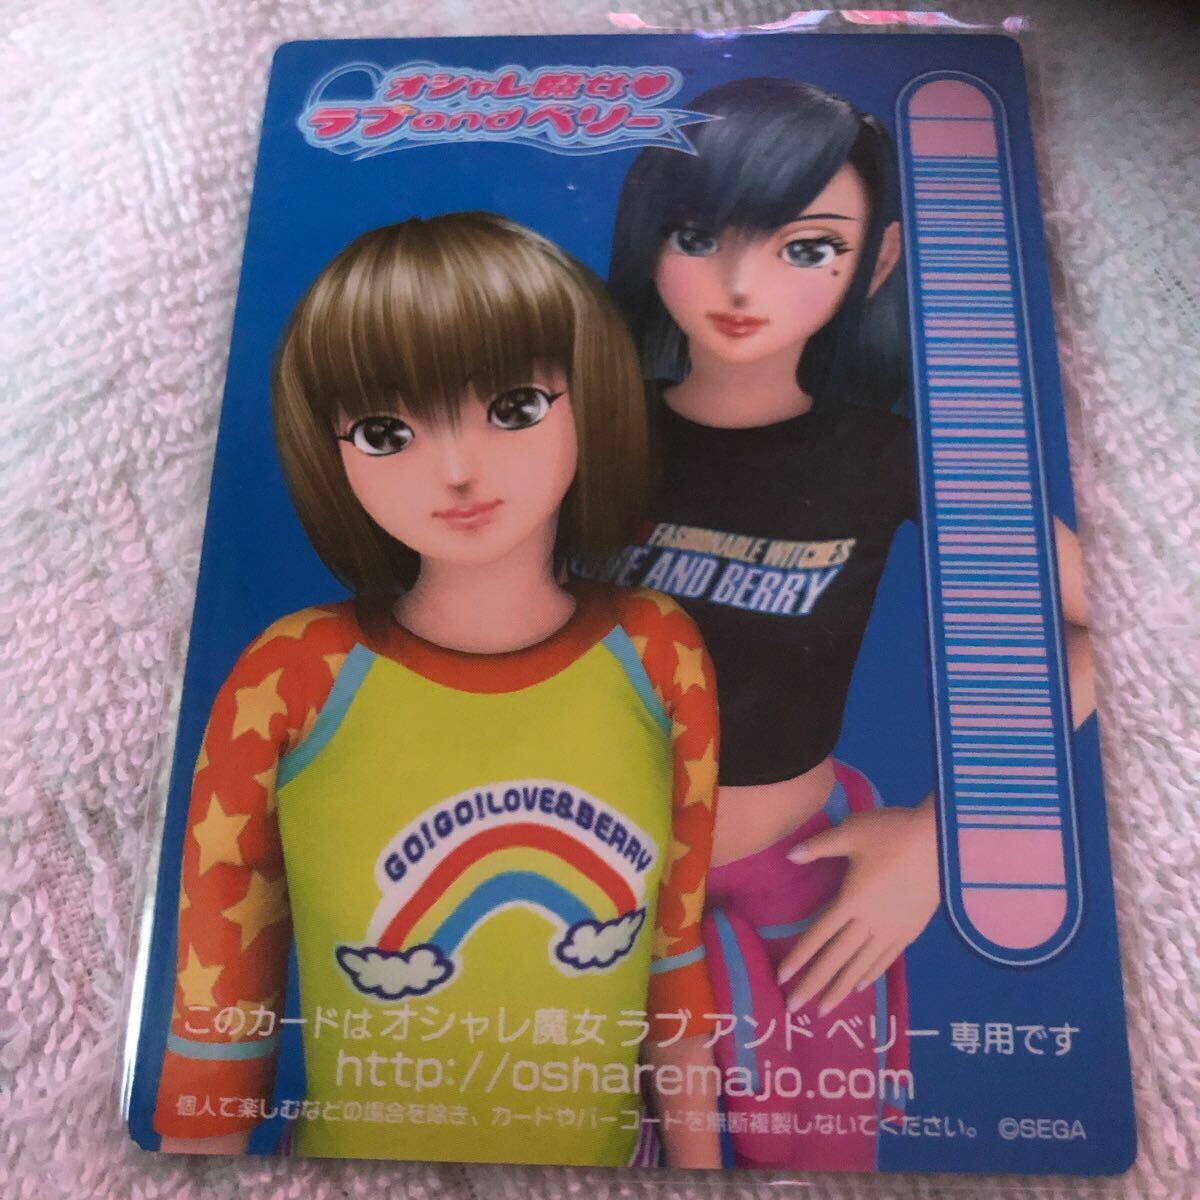 オシャレ魔女♥
ラブandベリー
FASHIONABLE WITCHES
AND BERRY
GO!GO!LOVE&BERRY
このカードは オシャレ魔女 ラブ アンド ベリー 専用です
http://osharemajo.com
個人で楽しむなどの場合を除き、カードやバーコードを無断複製しないでください。 ©SEGA